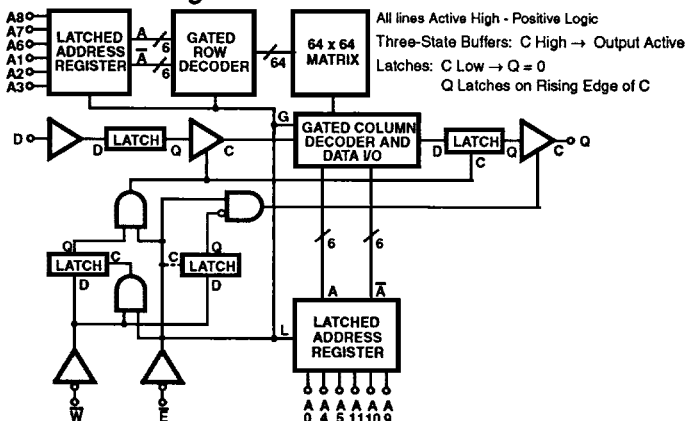 A8
A7
A6
A1
A2
A3
LATCHED
ADDRESS
REGISTER
A
6
A
6
GATED
ROW
DECODER
64
64 x 64
MATRIX
All lines Active High - Positive Logic
Three-State Buffers: C High → Output Active
Latches: C Low → Q = 0
Q Latches on Rising Edge of C
D
D
LATCH
Q
C
G
GATED COLUMN
DECODER AND
DATA I/O
D
LATCH
C
Q
C
Q
Q
LATCH
C
D
C
Q
LATCH
D
6
6
A
A
L
LATCHED
ADDRESS
REGISTER
W
E
A A A A A A
0 4 5 11 10 9